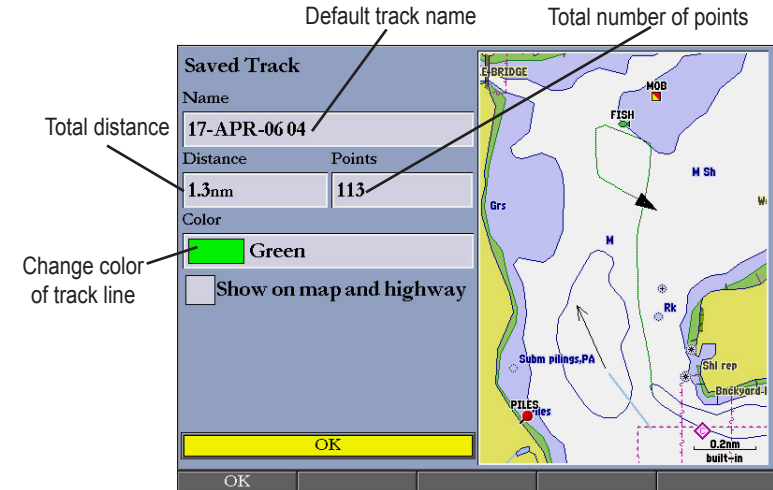 Default track name
Total number of points
Total distance
Change color
of track line
Saved Track
Name
17-APR-06 04
Distance Points
1.3nm 113
Color
Green
Show on map and highway
OK
OK
E-BRIDGE
MOB
FISH
M Sh
Grs
M
Rk
Subm pilings,PA
Shl rep
PILES
C
0.2nm
built-in